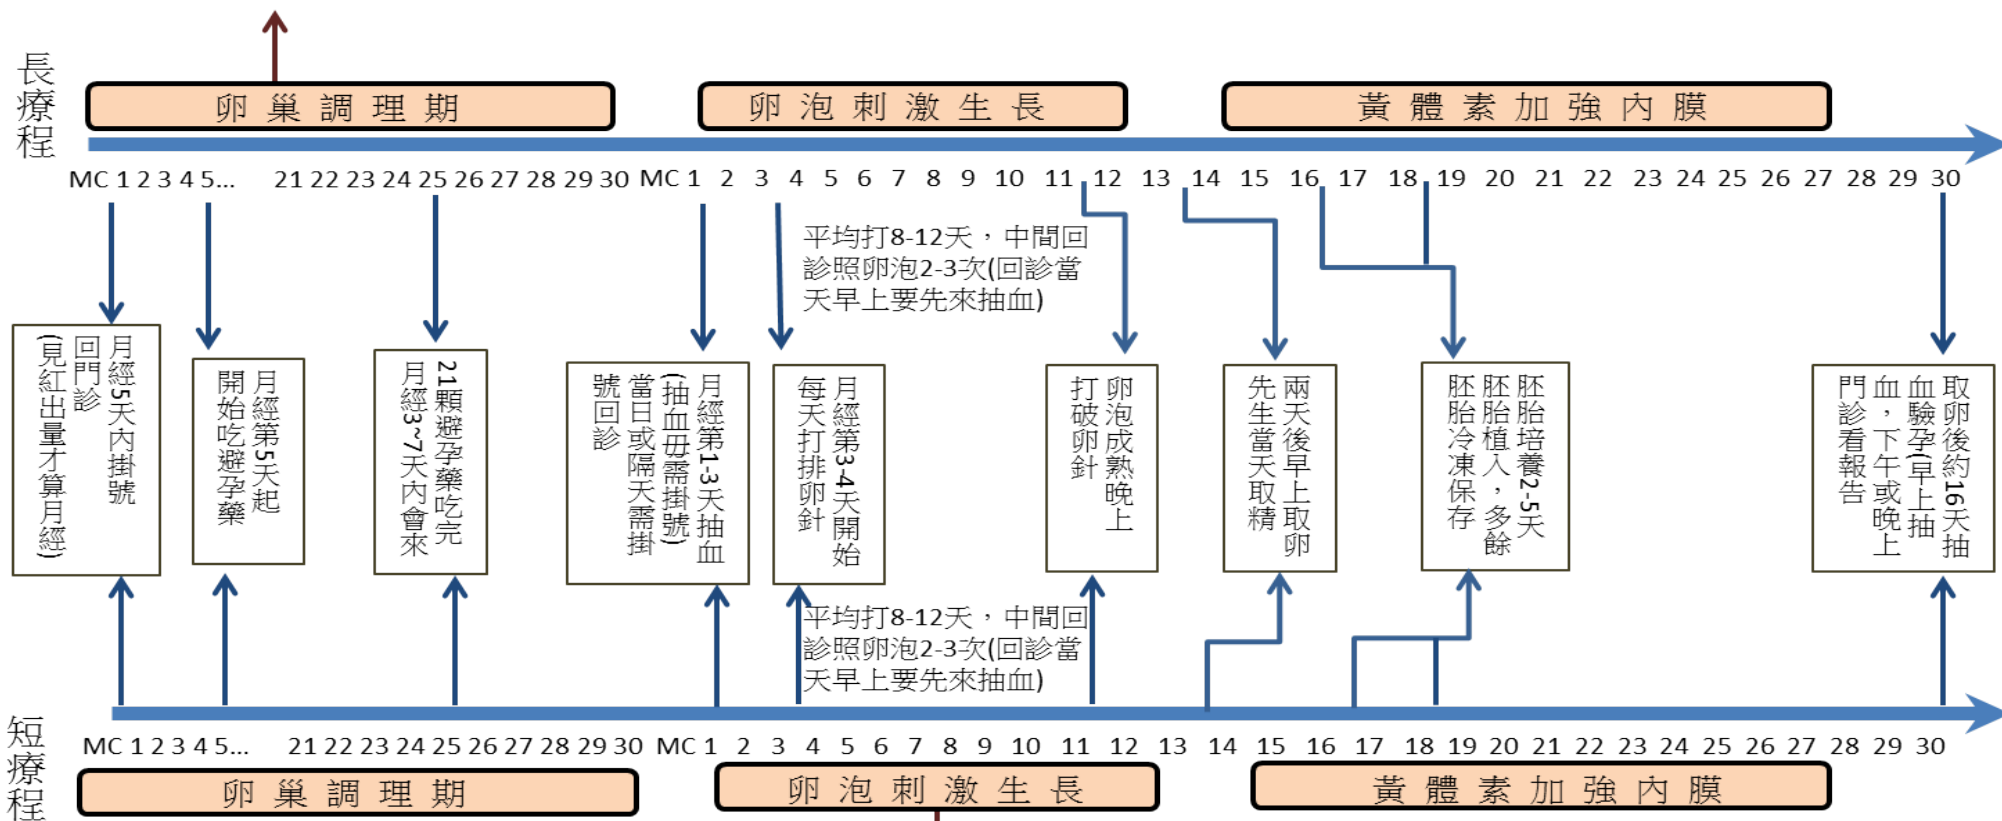 長療程
卵巢調理期
卵泡刺激生長
黃體素加強內膜
MC 1 2 3 4 5... 21 22 23 24 25 26 27 28 29 30 MC 1 2 3 4 5 6 7 8 9 10 11 12 13 14 15 16 17 18 19 20 21 22 23 24 25 26 27 28 29 30
平均打8-12天，中間回
診照卵泡2-3次(回診當
天早上要先來抽血)
月經5天內掛號
回門診
(見紅出量才算月經)
月經第5天起
開始吃避孕藥
21顆避孕藥吃完
月經3~7天內會來
月經第1-3天抽血
(抽血毋需掛號)
當日或隔天需掛
號回診
月經第3-4天開始
每天打排卵針
卵泡成熟晚上
打破卵針
兩天後早上取卵
先生當天取精
胚胎培養2-5天
胚胎植入，多餘
胚胎冷凍保存
取卵後約16天抽
血驗孕(早上抽
血，下午或晚上
門診看報告
平均打8-12天，中間回
診照卵泡2-3次(回診當
天早上要先來抽血)
短療程
MC 1 2 3 4 5... 21 22 23 24 25 26 27 28 29 30 MC 1 2 3 4 5 6 7 8 9 10 11 12 13 14 15 16 17 18 19 20 21 22 23 24 25 26 27 28 29 30
卵巢調理期
卵泡刺激生長
黃體素加強內膜